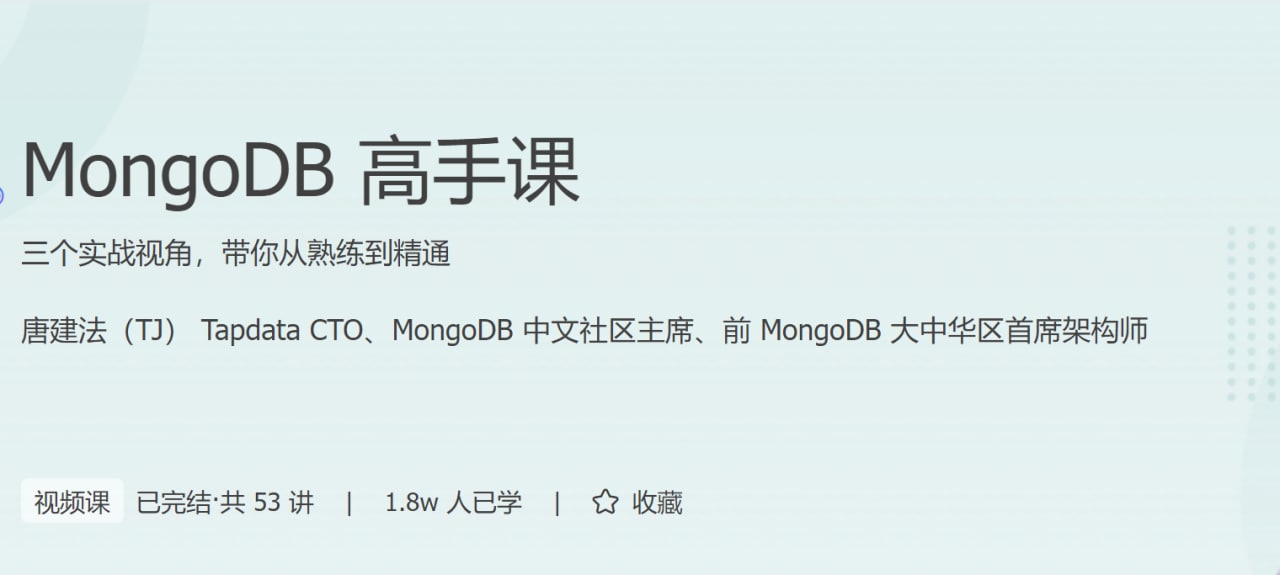 MongoDB 高手课
三个实战视角，带你从熟练到精通
唐建法（TJ） Tapdata CTO、MongoDB 中文社区主席、前 MongoDB 大中华区首席架构师
视频课 已完结·共 53 讲 | 1.8w 人已学 | 收藏